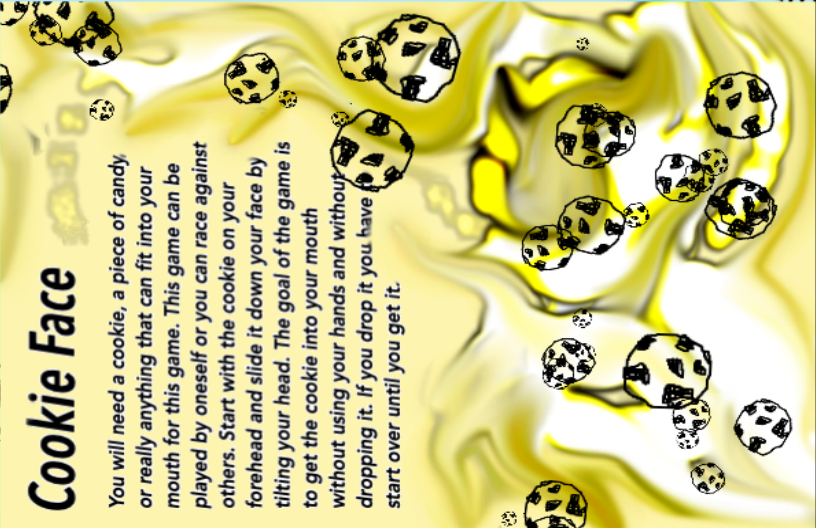 Cookie Face
You will need a cookie, a piece of candy,
or really anything that can fit into your
mouth for this game. This game can be
played by oneself or you can race against
others. Start with the cookie on your
forehead and slide it down your face by
tilting your head. The goal of the game is
to get the cookie into your mouth
without using your hands and without
dropping it. If you drop it you have
start over until you get it.